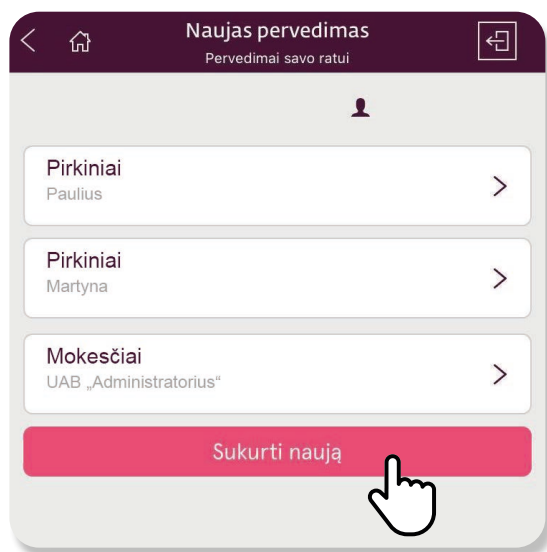 Naujas pervedimas
Pervedimai savo ratui
Pirkiniai
Paulius
Pirkiniai
Martyna
Mokesčiai
UAB „Administratorius“
Sukurti naują